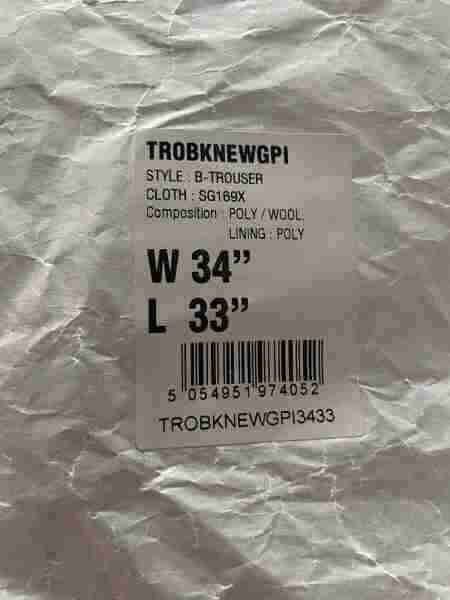 TROBKNEWGPI
STYLE : B-TROUSER
CLOTH : SG169X
Composition : POLY / WOOL.
LINING : POLY
W 34”
L 33”
5 054951 974052
TROBKNEWGPI3433